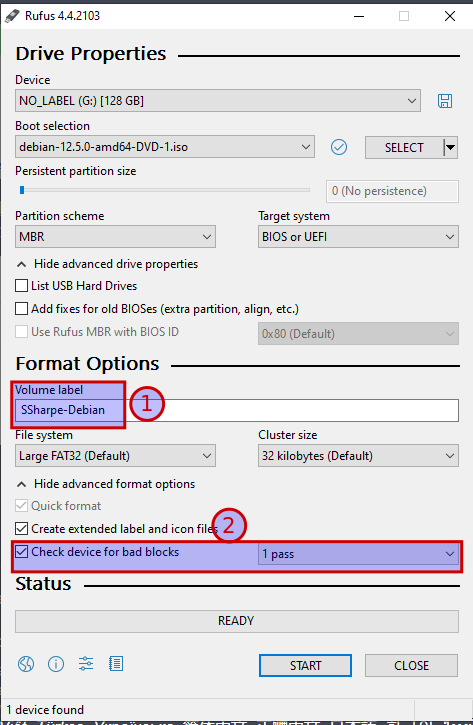 Rufus 4.4.2103
Drive Properties
Device
NO_LABEL (G:) [128 GB]
Boot selection
debian-12.5.0-amd64-DVD-1.iso
SELECT
Persistent partition size
0 (No persistence)
Partition scheme
Target system
MBR
BIOS or UEFI
Hide advanced drive properties
List USB Hard Drives
Add fixes for old BIOSes (extra partition, align, etc.)
Use Rufus MBR with BIOS ID
0x80 (Default)
Format Options
Volume label
SSharpe-Debian
1
File system
Cluster size
Large FAT32 (Default)
32 kilobytes (Default)
Hide advanced format options
Quick format
Create extended label and icon files
2
Check device for bad blocks
1 pass
Status
READY
START
CLOSE
1 device found